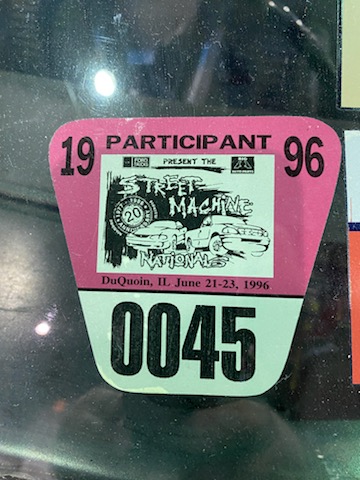 PARTICIPANT
19 96
PRESENT THE
STREET
MACHINE
20
NATIONALS
DuQuoin, IL June 21-23, 1996
0045